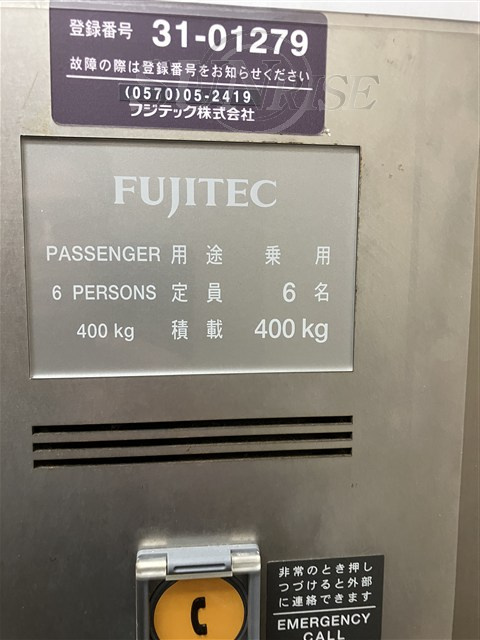 登録番号 31-01279
故障の際は登録番号をお知らせください
(0570)05-2419
フジテック株式会社
FUJITEC
PASSENGER 用途 乗用
6 PERSONS 定員 6名
400 kg 積載 400 kg
非常のとき押し
つづけると外部
に連絡できます
EMERGENCY
CALL